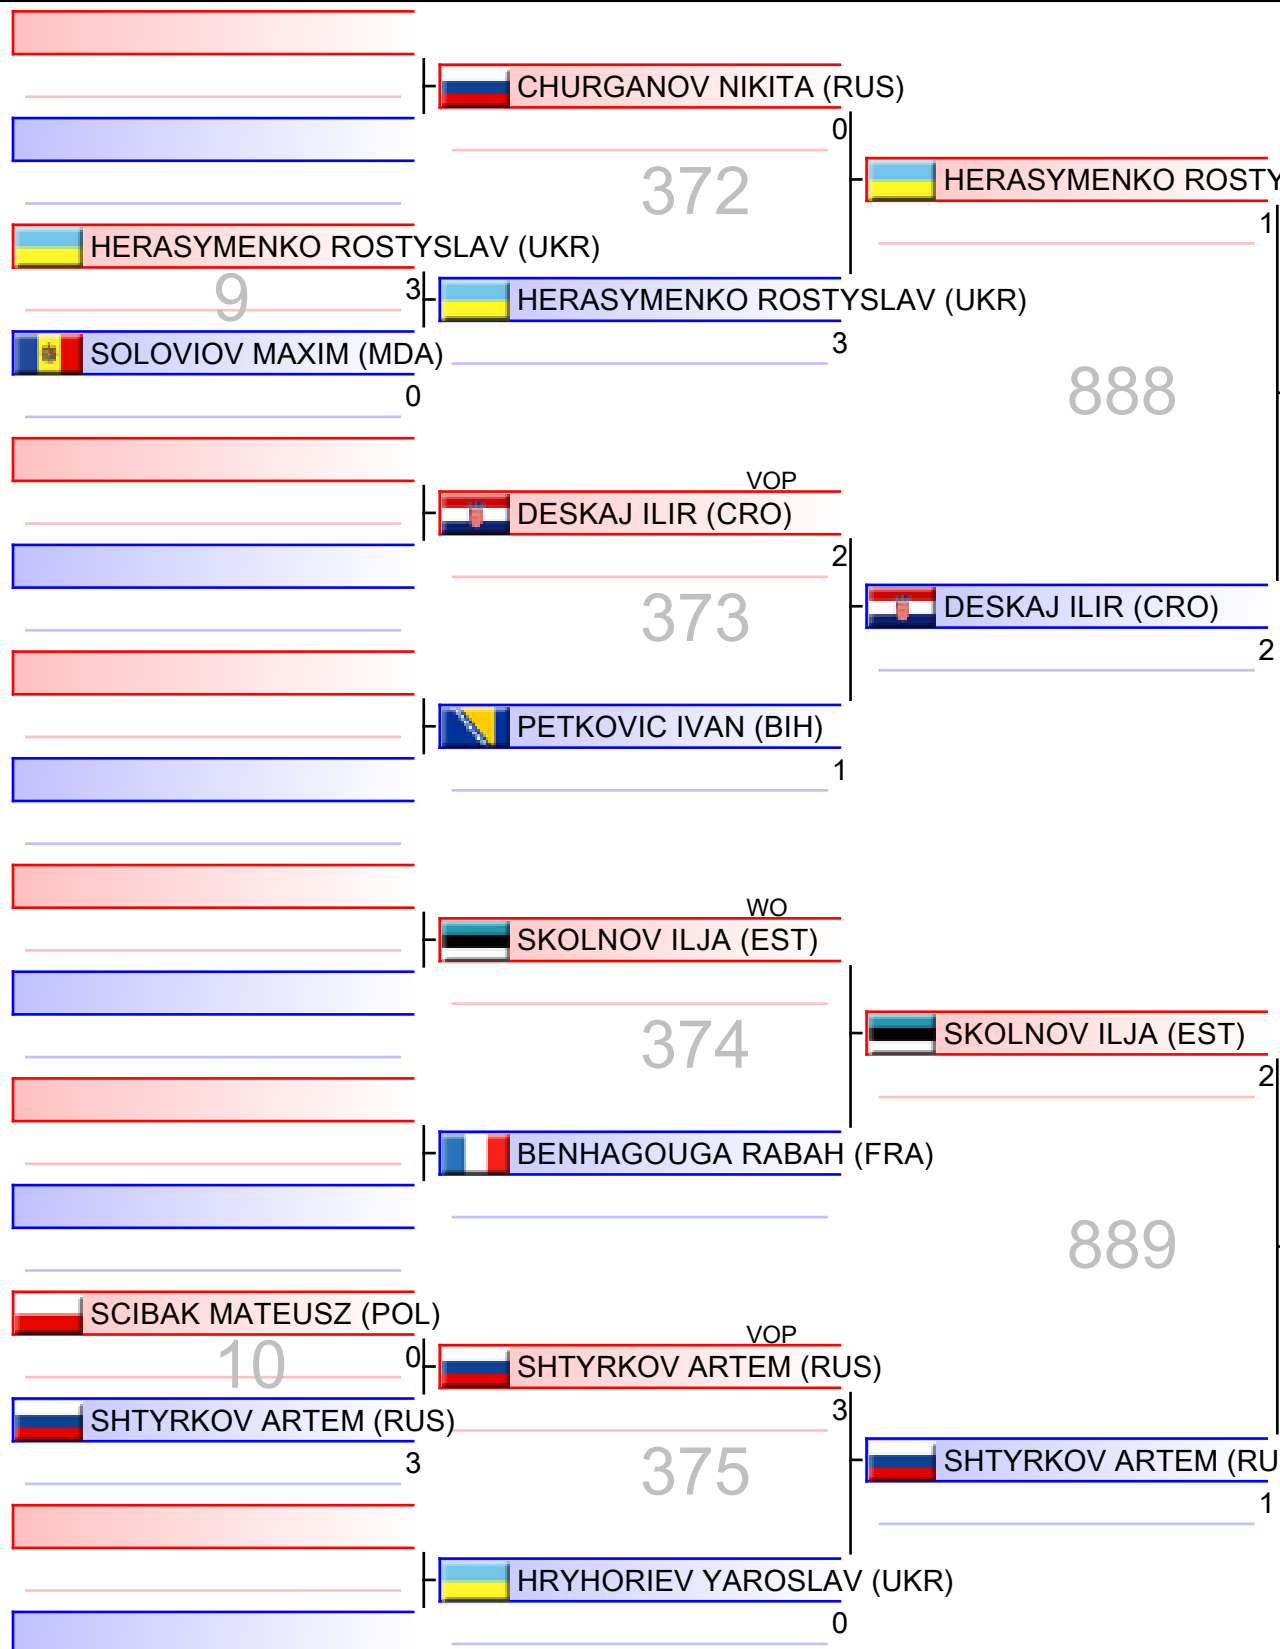 CHURGANOV NIKITA (RUS)
0
372
HERASYMENKO ROSTY
1
HERASYMENKO ROSTYSLAV (UKR)
9
3
HERASYMENKO ROSTYSLAV (UKR)
3
SOLOVIOV MAXIM (MDA)
0
888
VOP
DESKAJ ILIR (CRO)
2
373
DESKAJ ILIR (CRO)
2
PETKOVIC IVAN (BIH)
1
WO
SKOLNOV ILJA (EST)
374
SKOLNOV ILJA (EST)
2
BENHAGOUGA RABAH (FRA)
889
SCIBAK MATEUSZ (POL)
10
0
VOP
SHTYRKOV ARTEM (RUS)
3
SHTYRKOV ARTEM (RUS)
3
375
SHTYRKOV ARTEM (RU
1
HRYHORIEV YAROSLAV (UKR)
0